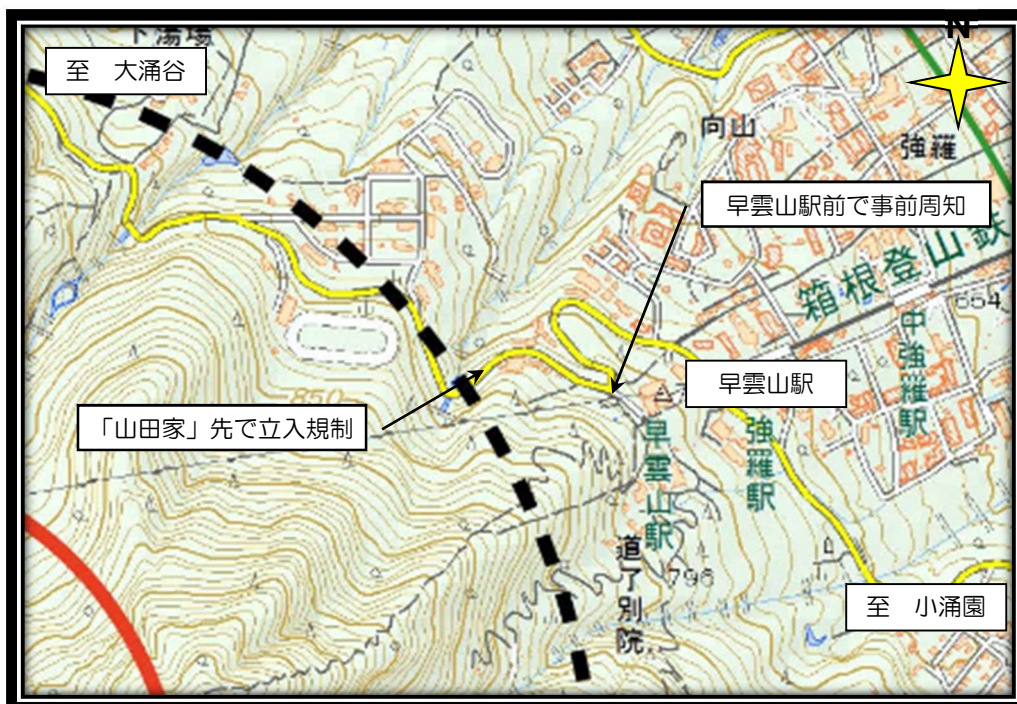 下湯場
N
至 大涌谷
向山
強羅
早雲山駅前で事前周知
箱根登山鉄
654
中強羅駅
早雲山駅
850
「山田家」先で立入規制
早雲山駅
強羅駅
道了別院
796
至 小涌園